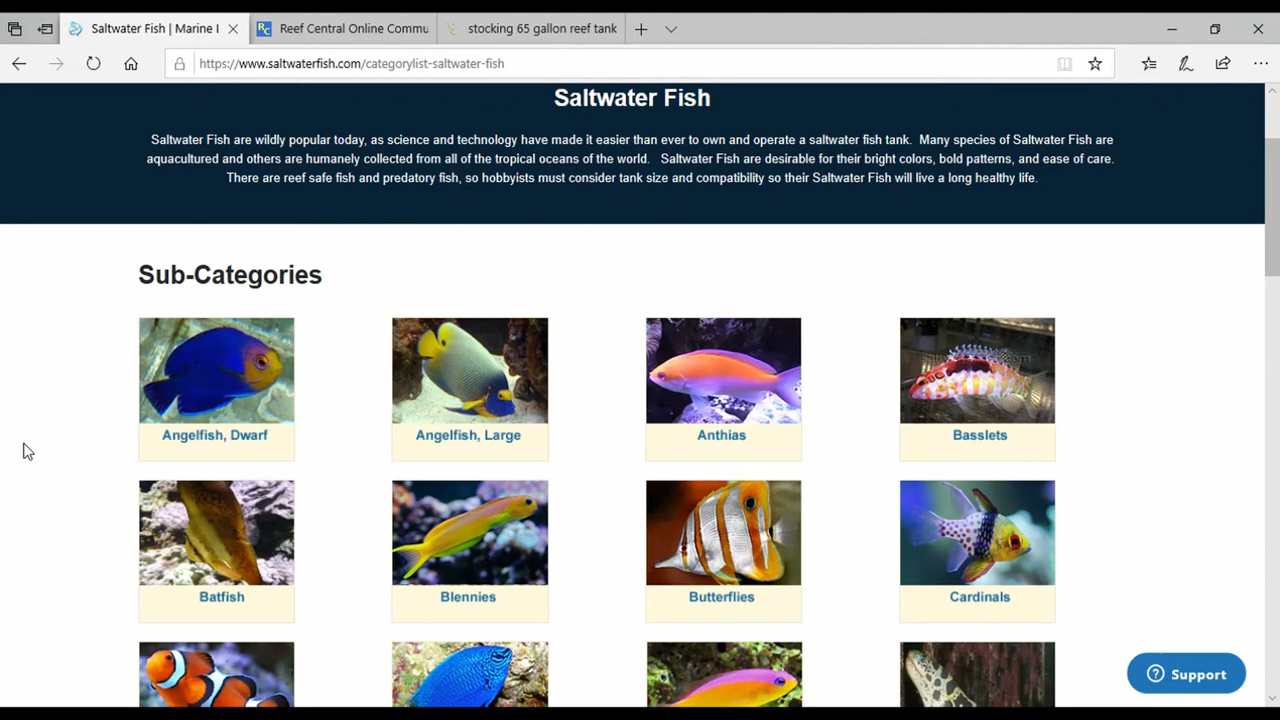 Saltwater Fish | Marine I
Reef Central Online Commu
stocking 65 gallon reef tank
https://www.saltwaterfish.com/categorylist-saltwater-fish
Saltwater Fish
Saltwater Fish are wildly popular today, as science and technology have made it easier than ever to own and operate a saltwater fish tank. Many species of Saltwater Fish are
aquacultured and others are humanely collected from all of the tropical oceans of the world. Saltwater Fish are desirable for their bright colors, bold patterns, and ease of care.
There are reef safe fish and predatory fish, so hobbyists must consider tank size and compatibility so their Saltwater Fish will live a long healthy life.
Sub-Categories
Angelfish, Dwarf
Angelfish, Large
Anthias
Basslets
Batfish
Blennies
Butterflies
Cardinals
Support